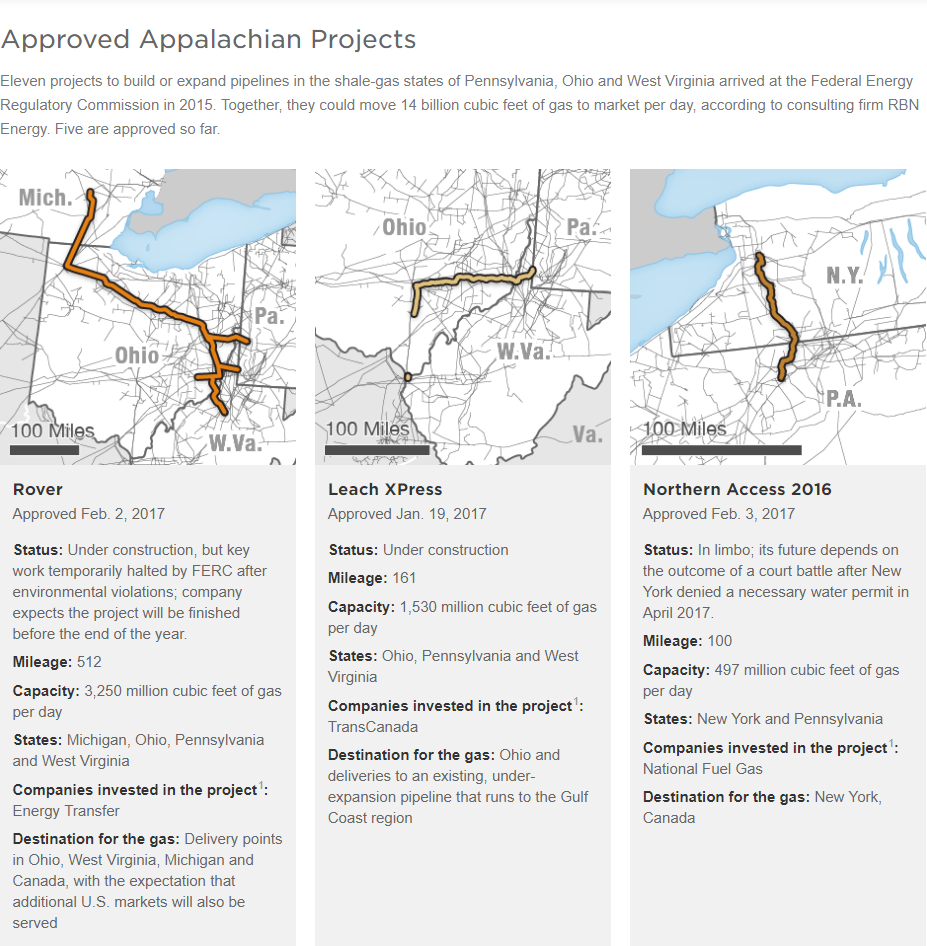 Approved Appalachian Projects
Eleven projects to build or expand pipelines in the shale-gas states of Pennsylvania, Ohio and West Virginia arrived at the Federal Energy
Regulatory Commission in 2015. Together, they could move 14 billion cubic feet of gas to market per day, according to consulting firm RBN
Energy. Five are approved so far.
Mich.
Pa.
Ohio
W.Va.
100 Miles
Rover
Approved Feb. 2, 2017
Status: Under construction, but key
work temporarily halted by FERC after
environmental violations; company
expects the project will be finished
before the end of the year.
Mileage: 512
Capacity: 3,250 million cubic feet of gas
per day
States: Michigan, Ohio, Pennsylvania
and West Virginia
Companies invested in the project¹:
Energy Transfer
Destination for the gas: Delivery points
in Ohio, West Virginia, Michigan and
Canada, with the expectation that
additional U.S. markets will also be
served
Ohio
Pa.
W.Va.
Va.
100 Miles
Leach XPress
Approved Jan. 19, 2017
Status: Under construction
Mileage: 161
Capacity: 1,530 million cubic feet of gas
per day
States: Ohio, Pennsylvania and West
Virginia
Companies invested in the project¹:
TransCanada
Destination for the gas: Ohio and
deliveries to an existing, under-
expansion pipeline that runs to the Gulf
Coast region
N.Y.
P.A.
100 Miles
Northern Access 2016
Approved Feb. 3, 2017
Status: In limbo; its future depends on
the outcome of a court battle after New
York denied a necessary water permit in
April 2017.
Mileage: 100
Capacity: 497 million cubic feet of gas
per day
States: New York and Pennsylvania
Companies invested in the project¹:
National Fuel Gas
Destination for the gas: New York,
Canada